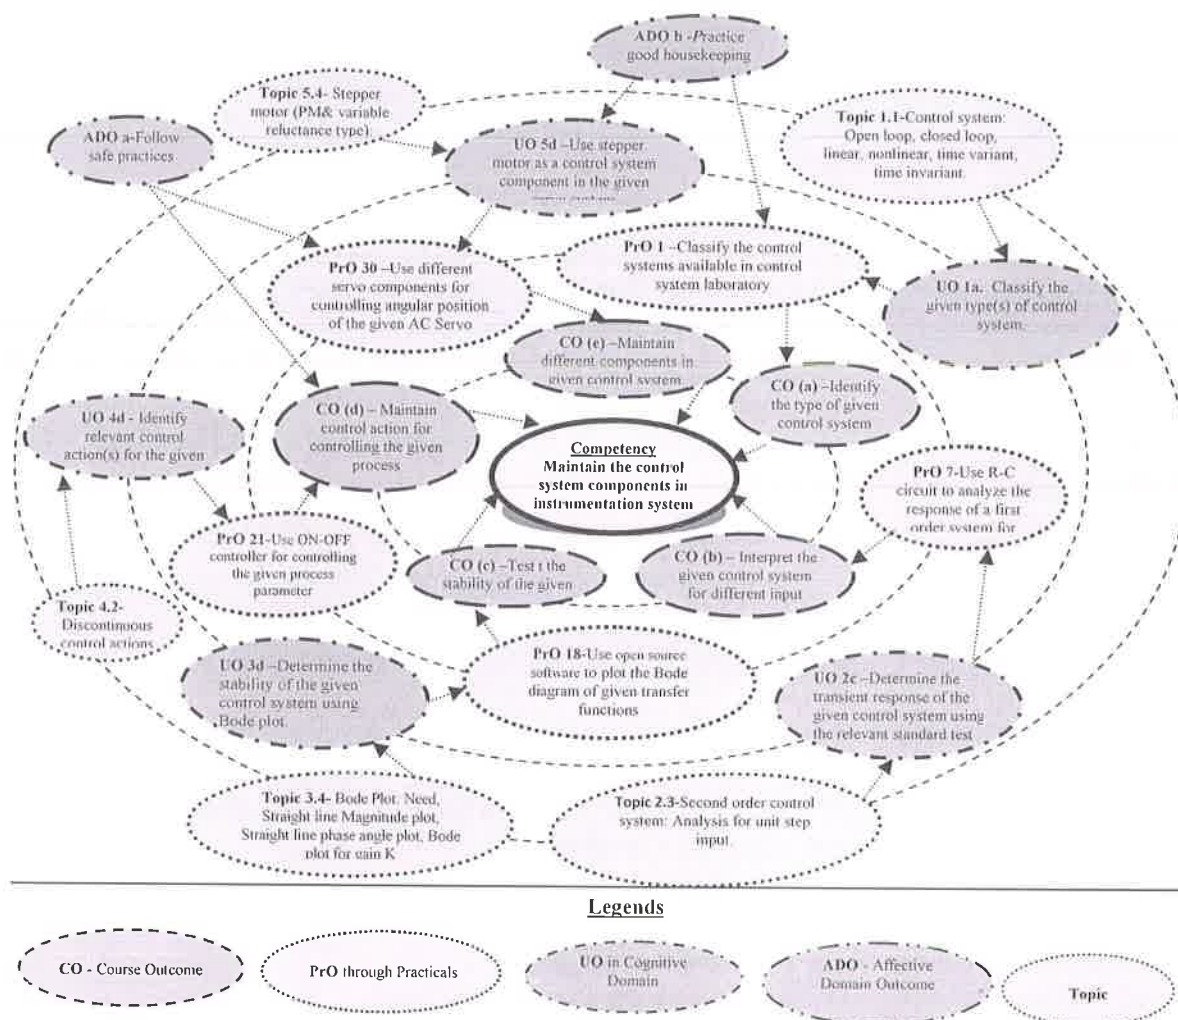 ADO b -Practice
good housekeeping
Topic 5.4- Stepper
motor (PM& variable
reluctance type)
ADO a-Follow
safe practices
UO 5d –Use stepper
motor as a control system
component in the given
Topic 1.1-Control system:
Open loop, closed loop,
linear, nonlinear, time variant,
time invariant.
PrO 1 –Classify the control
systems available in control
system laboratory
PrO 30 –Use different
servo components for
controlling angular position
of the given AC Servo
UO 1a. Classify the
given type(s) of control
system.
CO (e) –Maintain
different components in
given control system
CO (a) –Identify
the type of given
control system
UO 4d - Identify
relevant control
action(s) for the given
CO (d) – Maintain
control action for
controlling the given
process
Competency
Maintain the control
system components in
instrumentation system
PrO 7-Use R-C
circuit to analyze the
response of a first
order system for
PrO 21-Use ON-OFF
controller for controlling
the given process
parameter
CO (c) –Test t the
stability of the given
CO (b) – Interpret the
given control system
for different input
Topic 4.2-
Discontinuous
control actions
UO 3d –Determine the
stability of the given
control system using
Bode plot.
PrO 18-Use open source
software to plot the Bode
diagram of given transfer
functions
UO 2c –Determine the
transient response of the
given control system using
the relevant standard test
Topic 3.4- Bode Plot. Need,
Straight line Magnitude plot,
Straight line phase angle plot, Bode
plot for gain K
Topic 2.3-Second order control
system: Analysis for unit step
input.
Legends
CO - Course Outcome
PrO through Practicals
UO in Cognitive
Domain
ADO - Affective
Domain Outcome
Topic